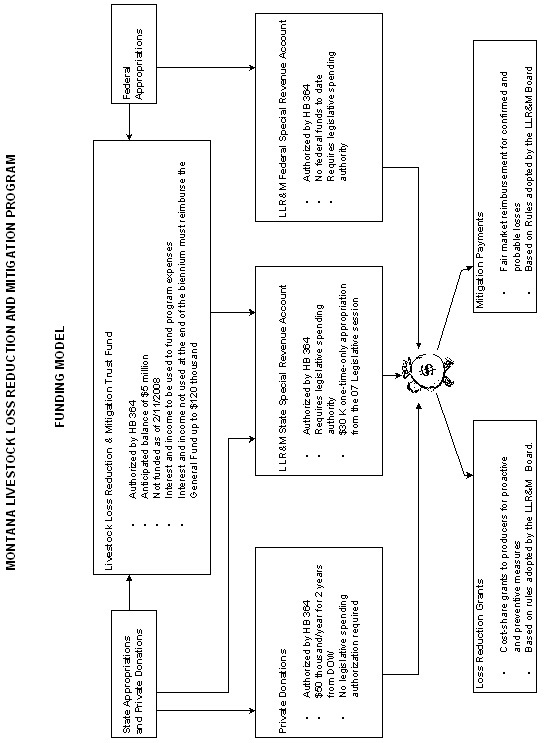 MONTANA LIVESTOCK LOSS REDUCTION AND MITIGATION PROGRAM
FUNDING MODEL
State Appropriations
and Private Donations
Livestock Loss Reduction & Mitigation Trust Fund
• Authorized by HB 364
• Anticipated balance of $5 million
• Not funded as of 2/11/2008
• Interest and income to be used to fund program expenses
• Interest and income not used at the end of the biennium must reimburse the
General Fund up to $120 thousand
Federal
Appropriations
Private Donations
• Authorized by HB 364
• $50 thousand/year for 2 years
from DOW
• No legislative spending
authorization required
LLR&M State Special Revenue Account
• Authorized by HB 364
• Requires legislative spending
authority
• $30 K one-time-only appropriation
from the 07 Legislative session
LLR&M Federal Special Revenue Account
• Authorized by HB 364
• No federal funds to date
• Requires legislative spending
authority
$
Loss Reduction Grants
• Cost-share grants to producers for proactive
and preventive measures
• Based on rules adopted by the LLR&M Board.
Mitigation Payments
• Fair market reimbursement for confirmed and
probable losses
• Based on Rules adopted by the LLR&M Board